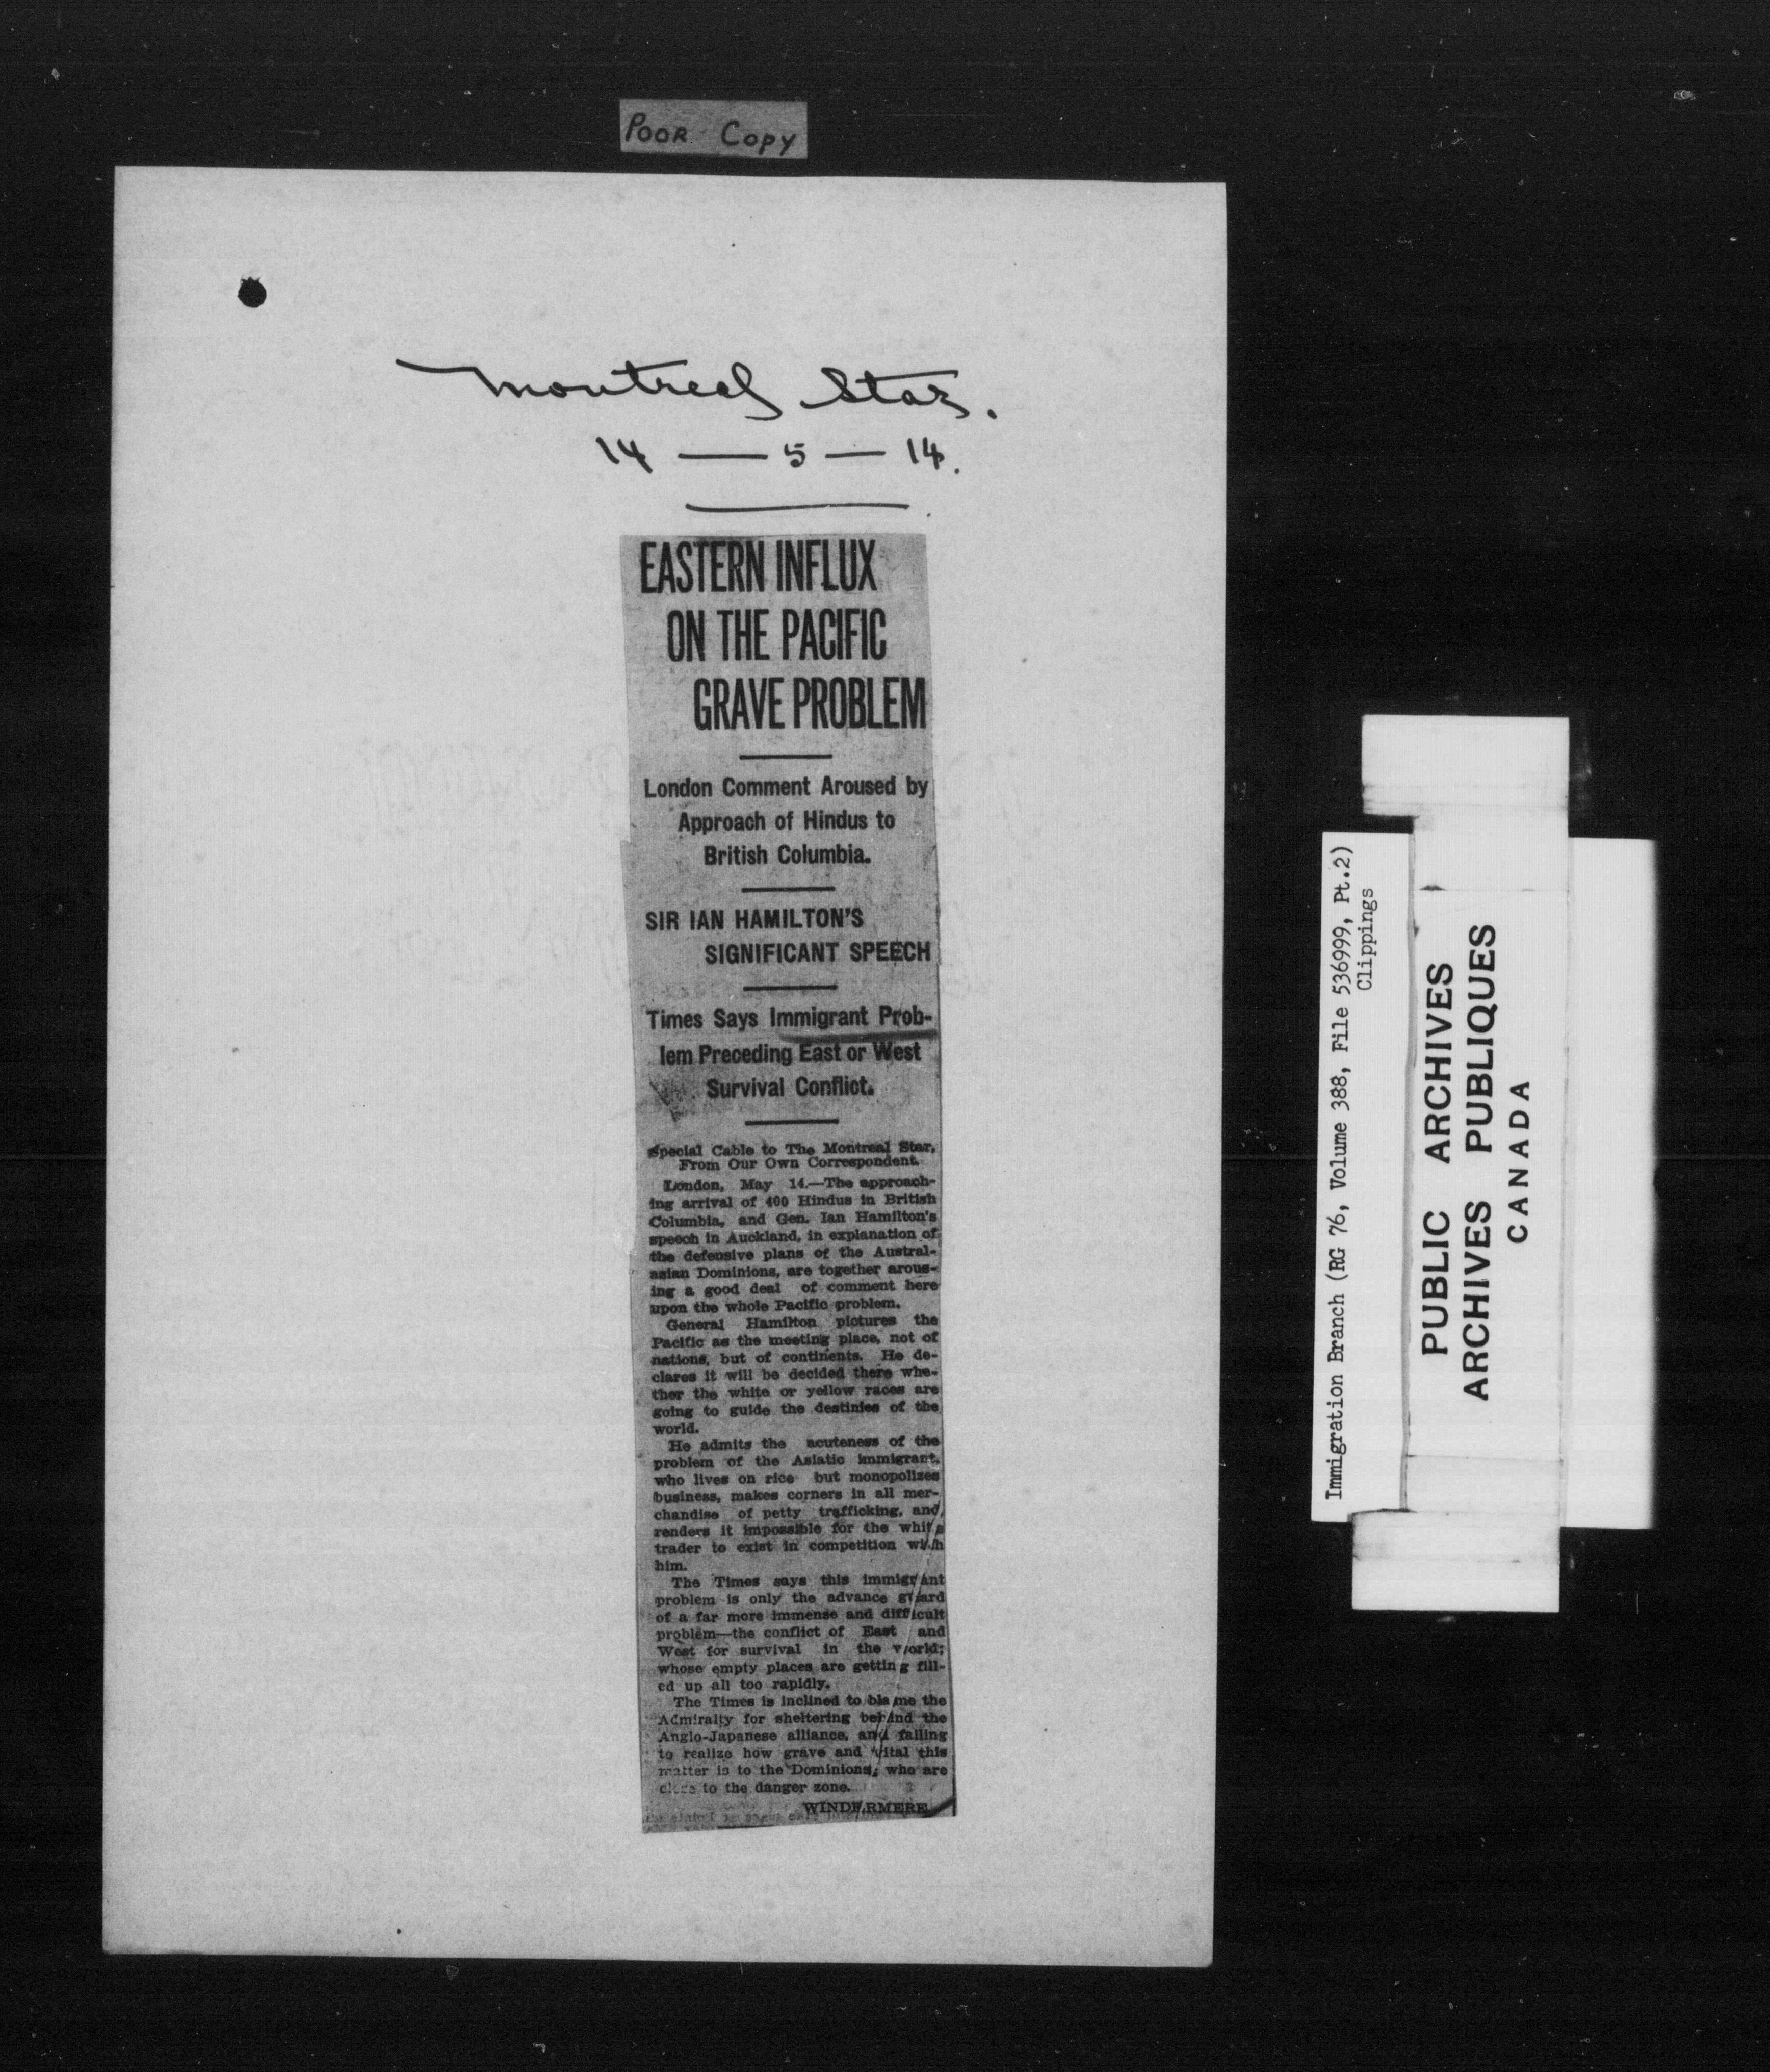 POOR COPY
Montreal Star.
14 — 5 — 14.
EASTERN INFLUX
ON THE PACIFIC
GRAVE PROBLEM
London Comment Aroused by
Approach of Hindus to
British Columbia.
SIR IAN HAMILTON'S
SIGNIFICANT SPEECH
Times Says Immigrant Prob-
lem Preceding East or West
Survival Conflict.
Special Cable to The Montreal Star,
From Our Own Correspondent.
London, May 14.—The approach-
ing arrival of 400 Hindus in British
Columbia, and Gen. Ian Hamilton's
speech in Auckland, in explanation of
the defensive plans of the Austral-
asian Dominions, are together arous-
ing a good deal of comment here
upon the whole Pacific problem.
General Hamilton pictures the
Pacific as the meeting place, not of
nations, but of continents. He de-
clares it will be decided there whe-
ther the white or yellow races are
going to guide the destinies of the
world.
He admits the acuteness of the
problem of the Asiatic immigrant,
who lives on rice but monopolizes
business, makes corners in all mer-
chandise of petty trafficking, and
renders it impossible for the white
trader to exist in competition with
him.
The Times says this immigrant
problem is only the advance guard
of a far more immense and difficult
problem—the conflict of East and
West for survival in the world;
whose empty places are getting fill-
ed up all too rapidly.
The Times is inclined to blame the
Admiralty for sheltering behind the
Anglo-Japanese alliance, and failing
to realize how grave and vital this
matter is to the Dominions, who are
close to the danger zone.
WINDERMERE.
Immigration Branch (RG 76, Volume 388, File 536999, Pt.2)
Clippings
PUBLIC ARCHIVES
ARCHIVES PUBLIQUES
CANADA